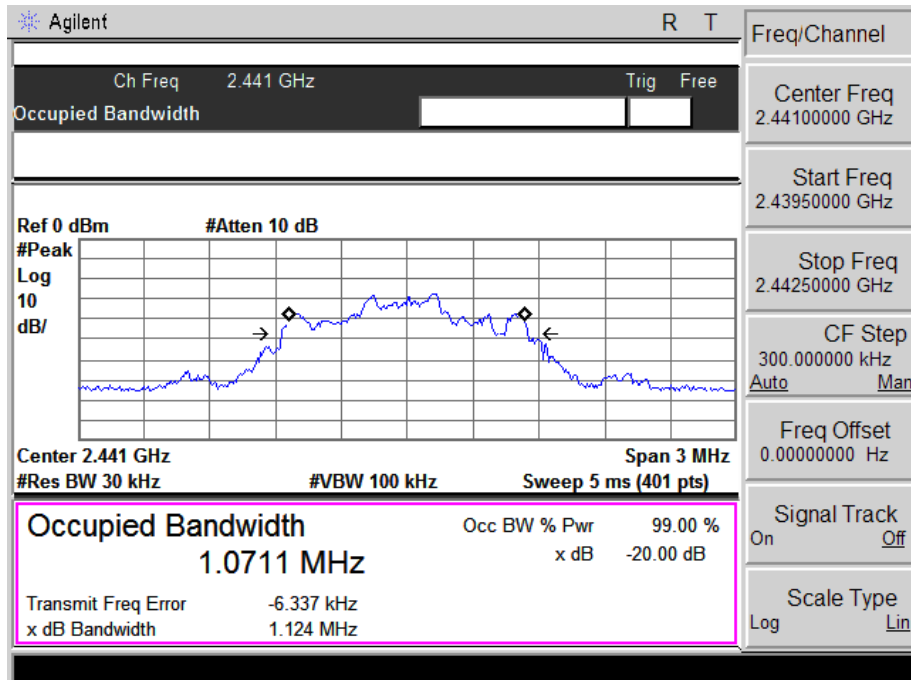 Agilent R T
Freq/Channel
Ch Freq 2.441 GHz Trig Free
Occupied Bandwidth
Center Freq
2.44100000 GHz
Start Freq
2.43950000 GHz
Stop Freq
2.44250000 GHz
CF Step
300.000000 kHz
Auto Man
Freq Offset
0.00000000 Hz
Signal Track
On Off
Scale Type
Log Lin
Ref 0 dBm #Atten 10 dB
#Peak
Log
10
dB/
Center 2.441 GHz Span 3 MHz
#Res BW 30 kHz #VBW 100 kHz Sweep 5 ms (401 pts)
Occupied Bandwidth Occ BW % Pwr 99.00 %
1.0711 MHz x dB -20.00 dB
Transmit Freq Error -6.337 kHz
x dB Bandwidth 1.124 MHz